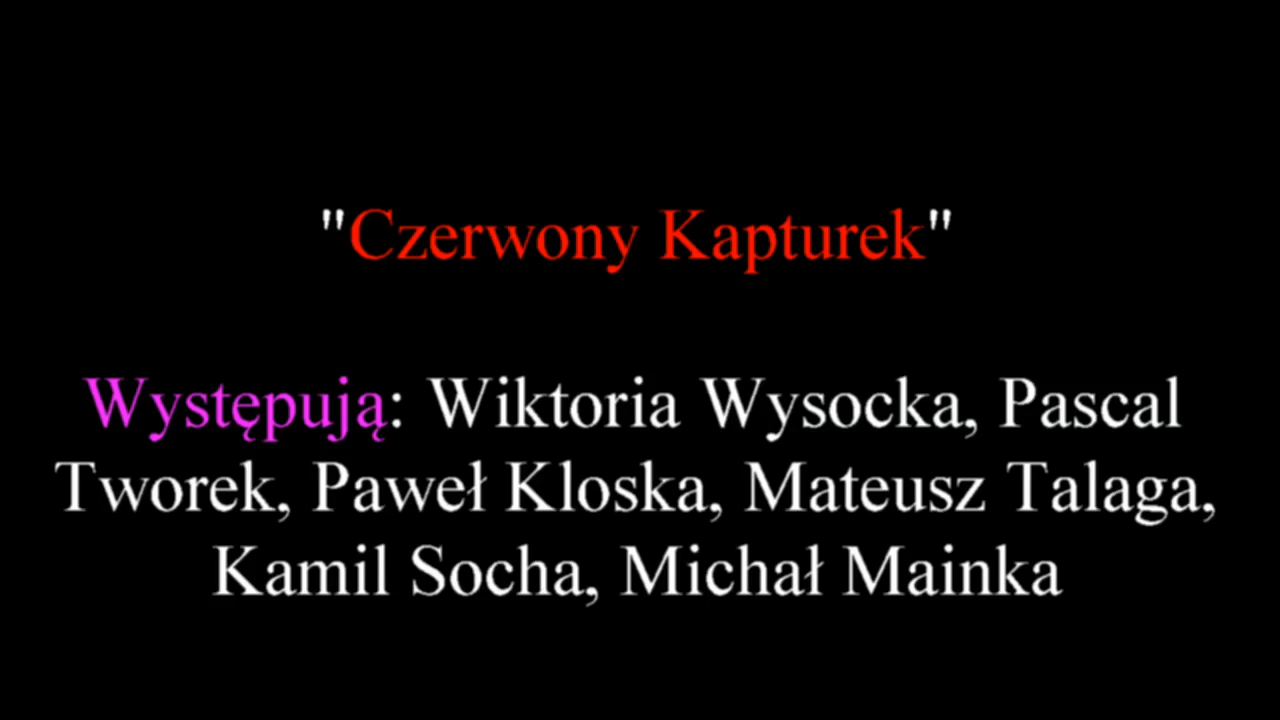 "Czerwony Kapturek"
Występują: Wiktoria Wysocka, Pascal
Tworek, Paweł Kloska, Mateusz Talaga,
Kamil Socha, Michał Mainka